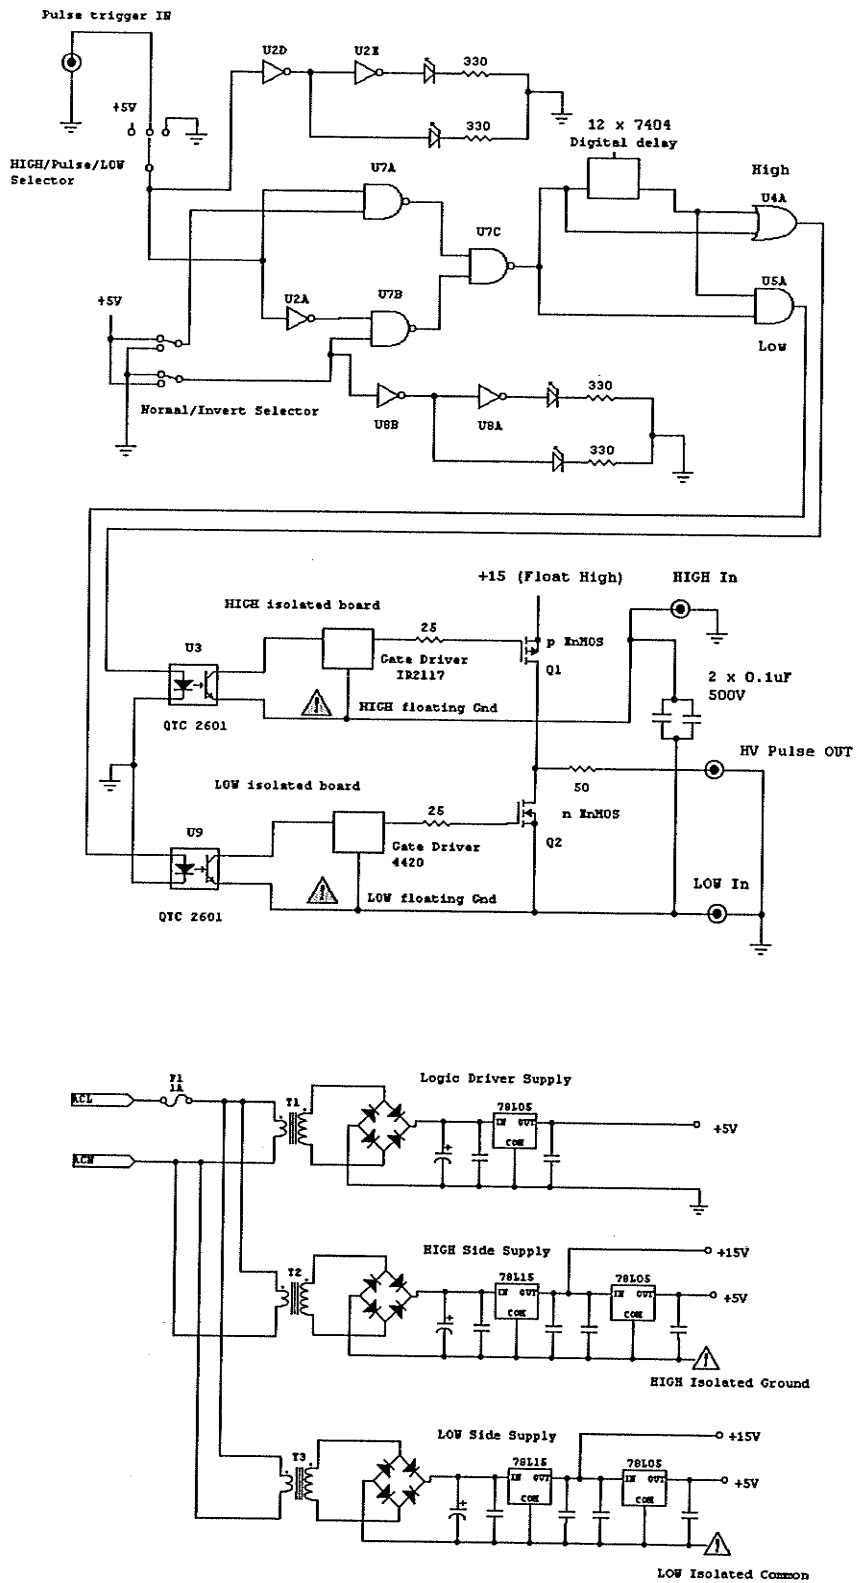 Pulse trigger IN
U2D
U2E
330
+5V
330
12 x 7404
Digital delay
HIGH/Pulse/LOW
Selector
U7A
High
U4A
U7C
U5A
U2A
U7B
+5V
Low
330
Normal/Invert Selector
U8B
U8A
330
+15 (Float High)
HIGH In
HIGH isolated board
25
U3
p EnMOS
Gate Driver
IR2117
Q1
2 x 0.1uF
500V
QTC 2601
HIGH floating Gnd
HV Pulse OUT
LOW isolated board
50
25
n EnMOS
U9
Gate Driver
4420
Q2
LOW In
LOW floating Gnd
QTC 2601
F1
1A
Logic Driver Supply
ACL
T1
78L05
IN OUT
COM
+5V
ACN
HIGH Side Supply
+15V
T2
78L15
78L05
IN OUT
IN OUT
COM
COM
+5V
HIGH Isolated Ground
LOW Side Supply
+15V
T3
78L15
78L05
IN OUT
IN OUT
COM
COM
+5V
LOW Isolated Common